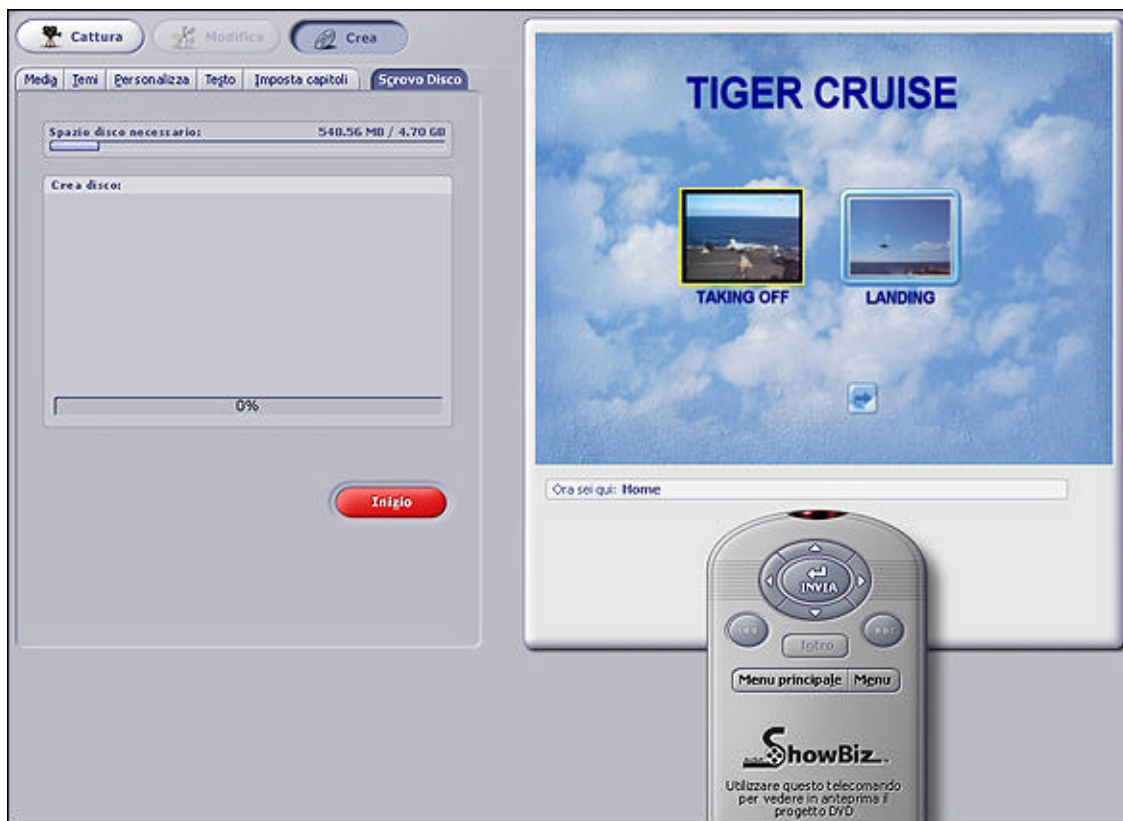 Cattura
Modifica
Crea
Media Temi Personalizza Testo Imposta capitoli Scrovo Disco
Spazio disco necessario: 540.56 MB / 4.70 GB
Crea disco:
0%
Inizio
TIGER CRUISE
TAKING OFF
LANDING
Ora sei qui: Home
INVIA
Intro
Menu principale Menu
ShowBiz
Utilizzare questo telecomando
per vedere in anteprima il
progetto DVD